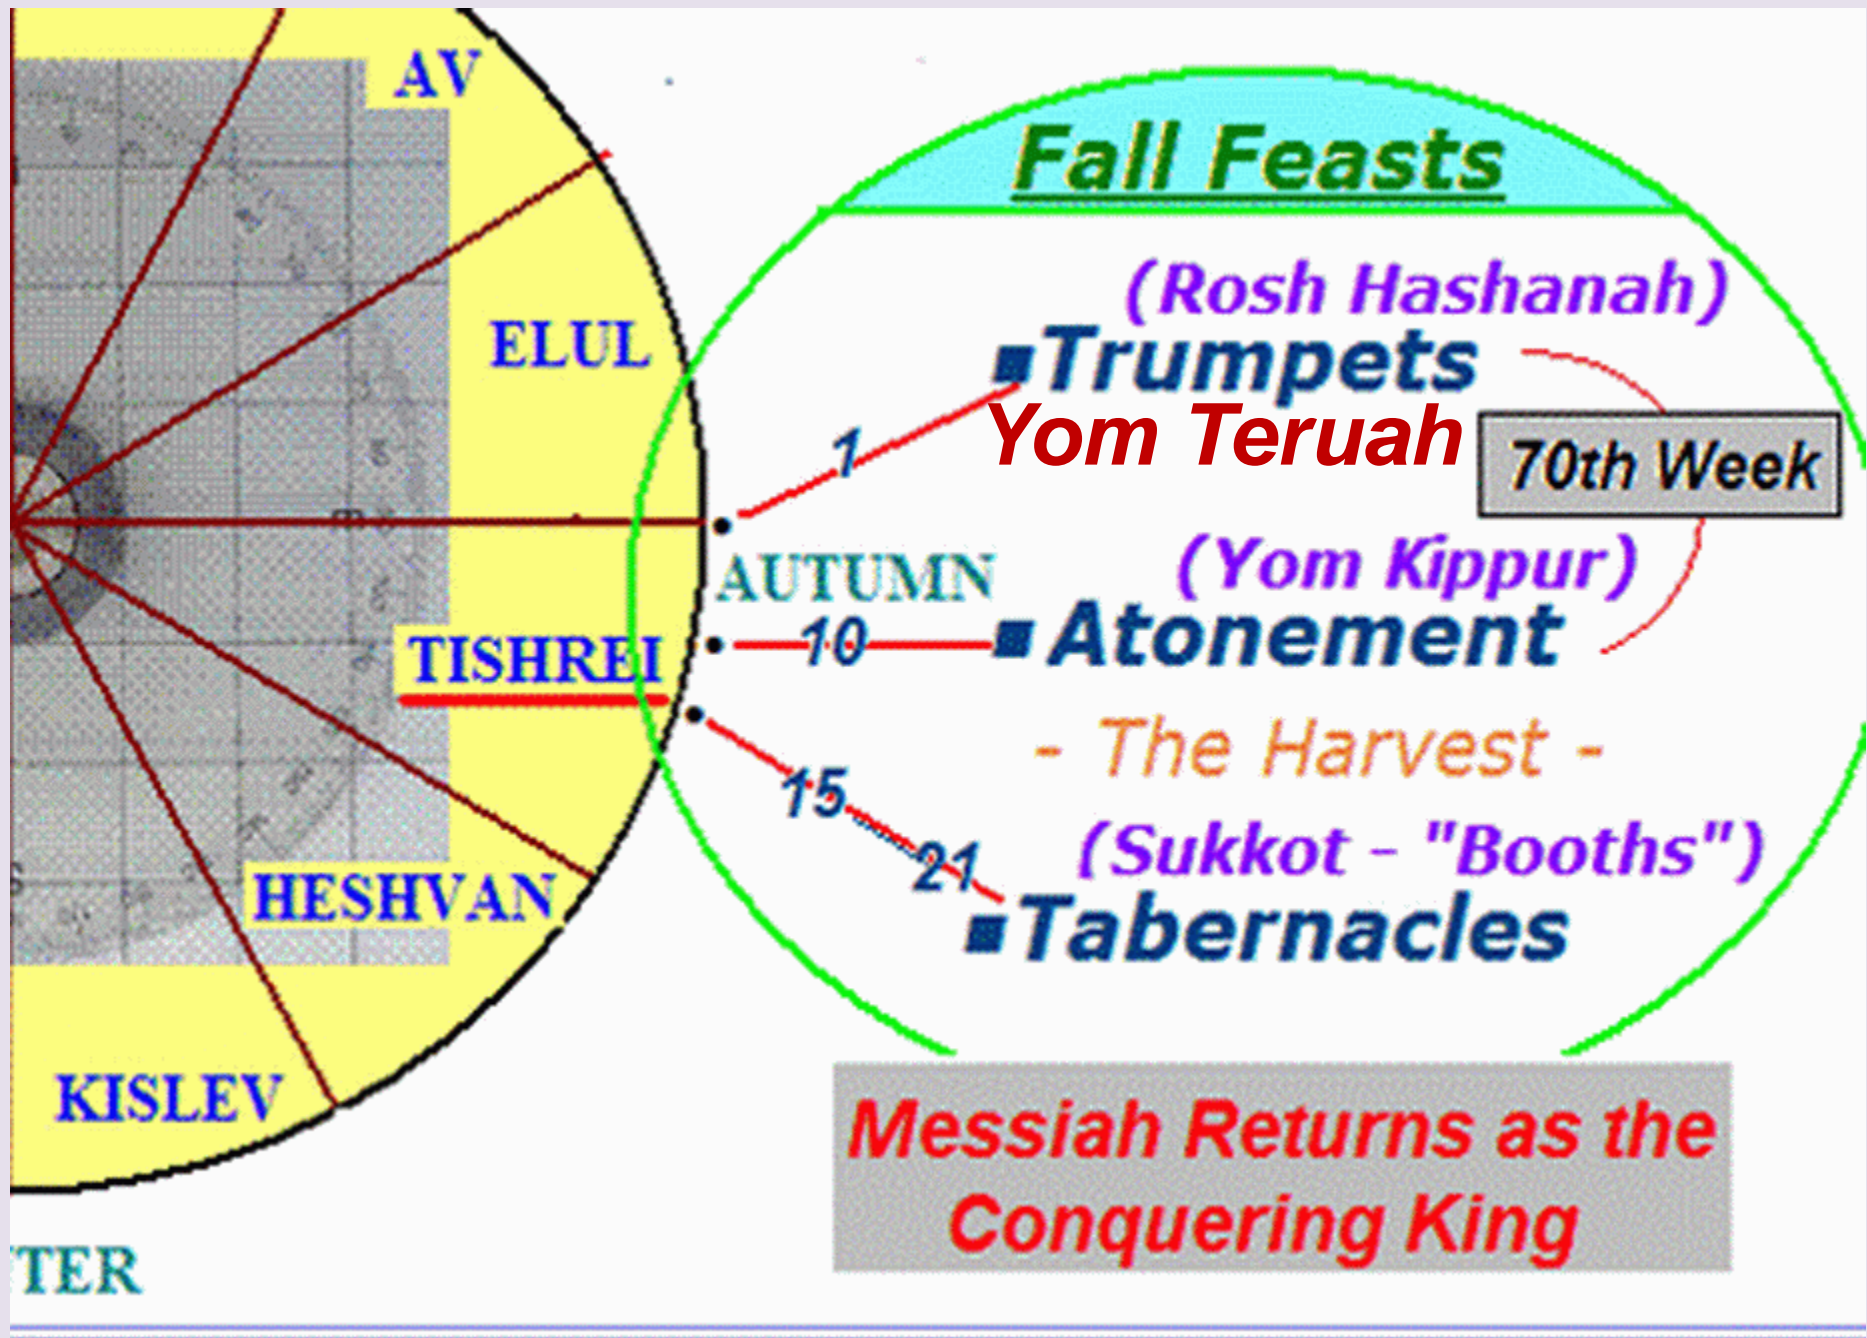 AV
ELUL
TISHREI
HESHVAN
KISLEV
AUTUMN
TER
Fall Feasts
(Rosh Hashanah)
▪Trumpets
Yom Teruah
1
70th Week
(Yom Kippur)
10
▪Atonement
- The Harvest -
15
21
(Sukkot - "Booths")
▪Tabernacles
Messiah Returns as the
Conquering King